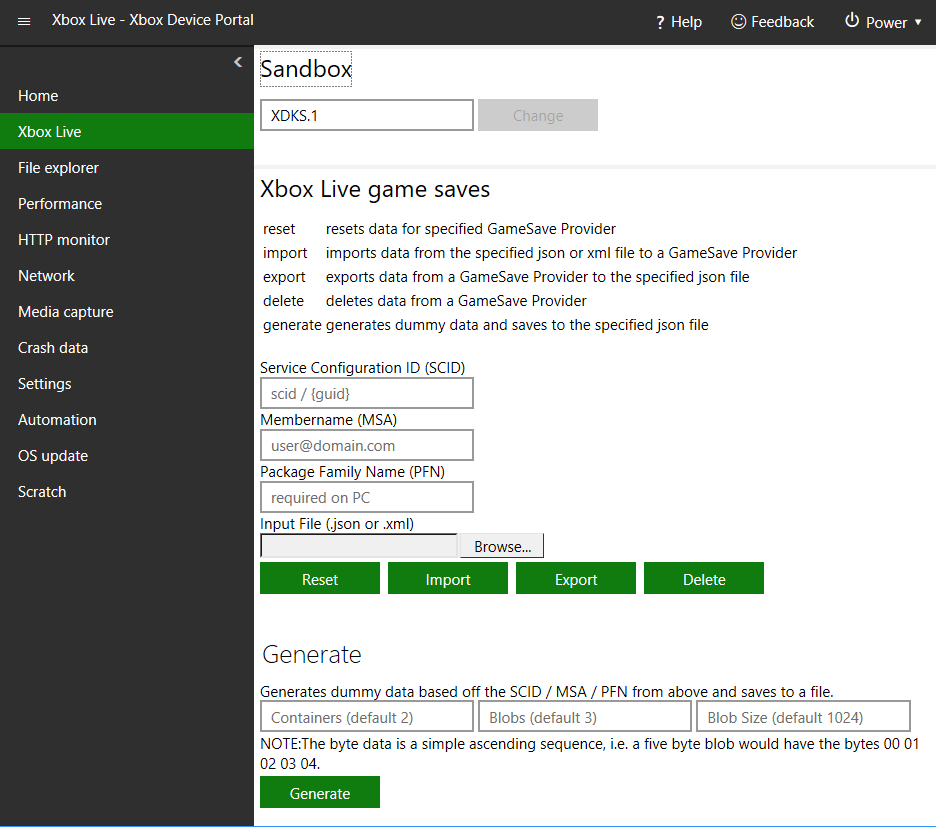 Xbox Live - Xbox Device Portal
? Help
Feedback
Power
Home
Xbox Live
File explorer
Performance
HTTP monitor
Network
Media capture
Crash data
Settings
Automation
OS update
Scratch
Sandbox
XDKS.1
Change
Xbox Live game saves
reset resets data for specified GameSave Provider
import imports data from the specified json or xml file to a GameSave Provider
export exports data from a GameSave Provider to the specified json file
delete deletes data from a GameSave Provider
generate generates dummy data and saves to the specified json file
Service Configuration ID (SCID)
scid / {guid}
Membername (MSA)
user@domain.com
Package Family Name (PFN)
required on PC
Input File (.json or .xml)
Browse...
Reset Import Export Delete
Generate
Generates dummy data based off the SCID / MSA / PFN from above and saves to a file.
Containers (default 2) Blobs (default 3) Blob Size (default 1024)
NOTE:The byte data is a simple ascending sequence, i.e. a five byte blob would have the bytes 00 01
02 03 04.
Generate